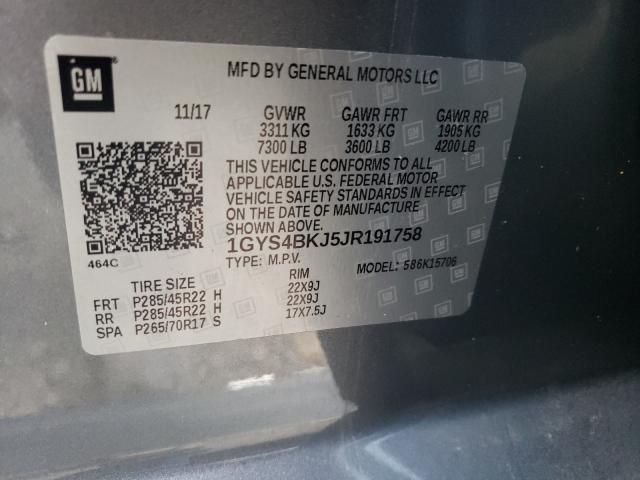 GM
MFD BY GENERAL MOTORS LLC
11/17 GVWR GAWR FRT GAWR RR
3311 KG 1633 KG 1905 KG
7300 LB 3600 LB 4200 LB
THIS VEHICLE CONFORMS TO ALL
APPLICABLE U.S. FEDERAL MOTOR
VEHICLE SAFETY STANDARDS IN EFFECT
ON THE DATE OF MANUFACTURE
SHOWN ABOVE.
1GYS4BKJ5JR191758
464C
TYPE: M.P.V. MODEL: 586K15706
TIRE SIZE RIM
FRT P285/45R22 H 22X9J
RR P285/45R22 H 22X9J
SPA P265/70R17 S 17X7.5J